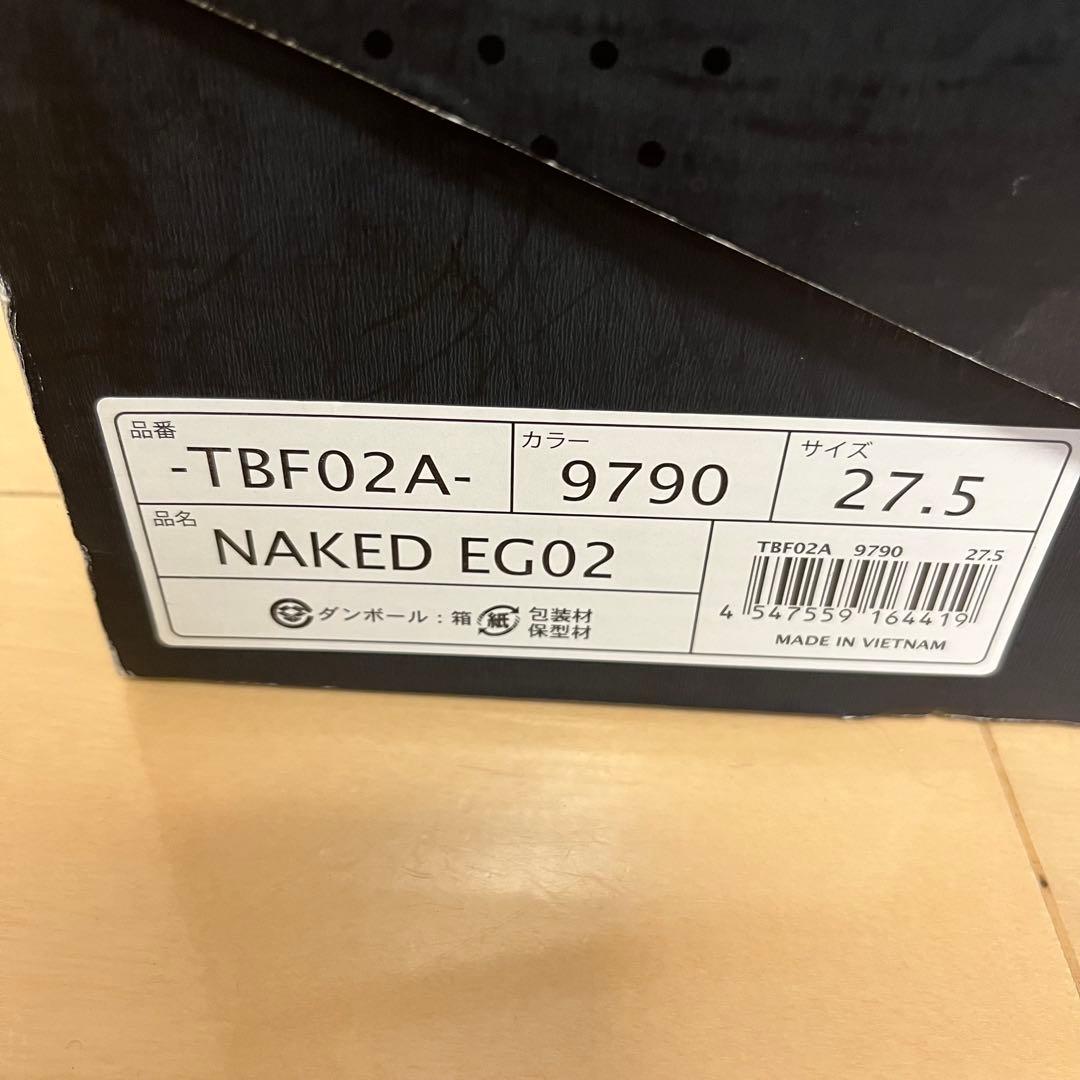 品番
-TBF02A-
カラー
9790
サイズ
27.5
品名
NAKED EG02
ダンボール：箱 紙 包装材
保型材
TBF02A 9790 27.5
4 547559 164419
MADE IN VIETNAM